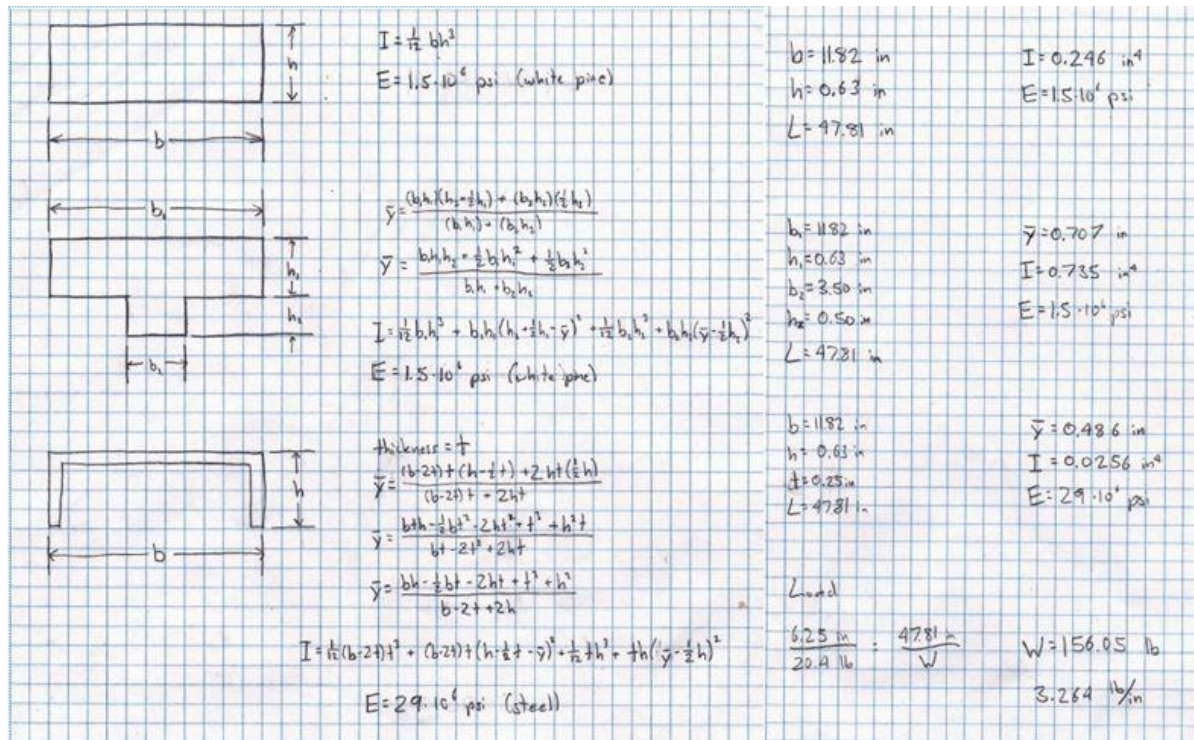 h
b
I = 1/12 bh³
E = 1.5·10⁶ psi (white pine)
b₁
h₁
h₂
b₂
ȳ = ((b₁h₁)(h₂+½h₁) + (b₂h₂)(½h₂)) / ((b₁h₁) + (b₂h₂))
ȳ = (b₁h₁h₂ + ½b₁h₁² + ½b₂h₂²) / (b₁h₁ + b₂h₂)
I = 1/12 b₁h₁³ + b₁h₁(h₂+½h₁-ȳ)² + 1/12 b₂h₂³ + b₂h₂(ȳ-½h₂)²
E = 1.5·10⁶ psi (white pine)
h
b
thickness = t
ȳ = ((b-2t)t(h-½t) + 2ht(½h)) / ((b-2t)t + 2ht)
ȳ = (bth - ½bt² - 2ht² + t³ + h²t) / (bt - 2t² + 2ht)
ȳ = (bh - ½bt - 2ht + t² + h²) / (b - 2t + 2h)
I = 1/12 (b-2t)t³ + (b-2t)t(h-½t-ȳ)² + 1/12 th³ + th(ȳ-½h)²
E = 29·10⁶ psi (steel)
b = 11.82 in
h = 0.63 in
L = 47.81 in
I = 0.246 in⁴
E = 1.5·10⁶ psi
b₁ = 11.82 in
h₁ = 0.63 in
b₂ = 3.50 in
h₂ = 0.50 in
L = 47.81 in
ȳ = 0.707 in
I = 0.735 in⁴
E = 1.5·10⁶ psi
b = 11.82 in
h = 0.63 in
t = 0.25 in
L = 47.81 in
ȳ = 0.486 in
I = 0.0256 in⁴
E = 29·10⁶ psi
Load
6.25 in / 20.4 lb = 47.81 in / W
W = 156.05 lb
3.264 lb/in